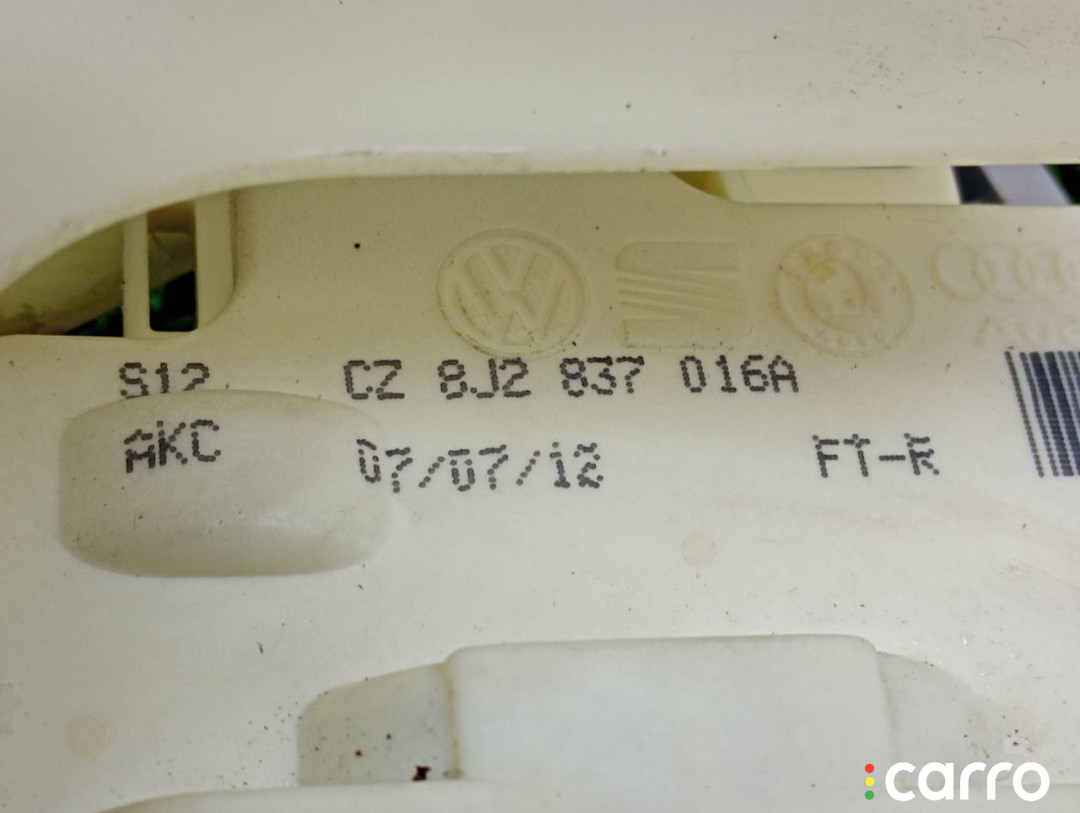 S12 CZ 8J2 837 016A
AKC 07/07/12 FT-R
carro